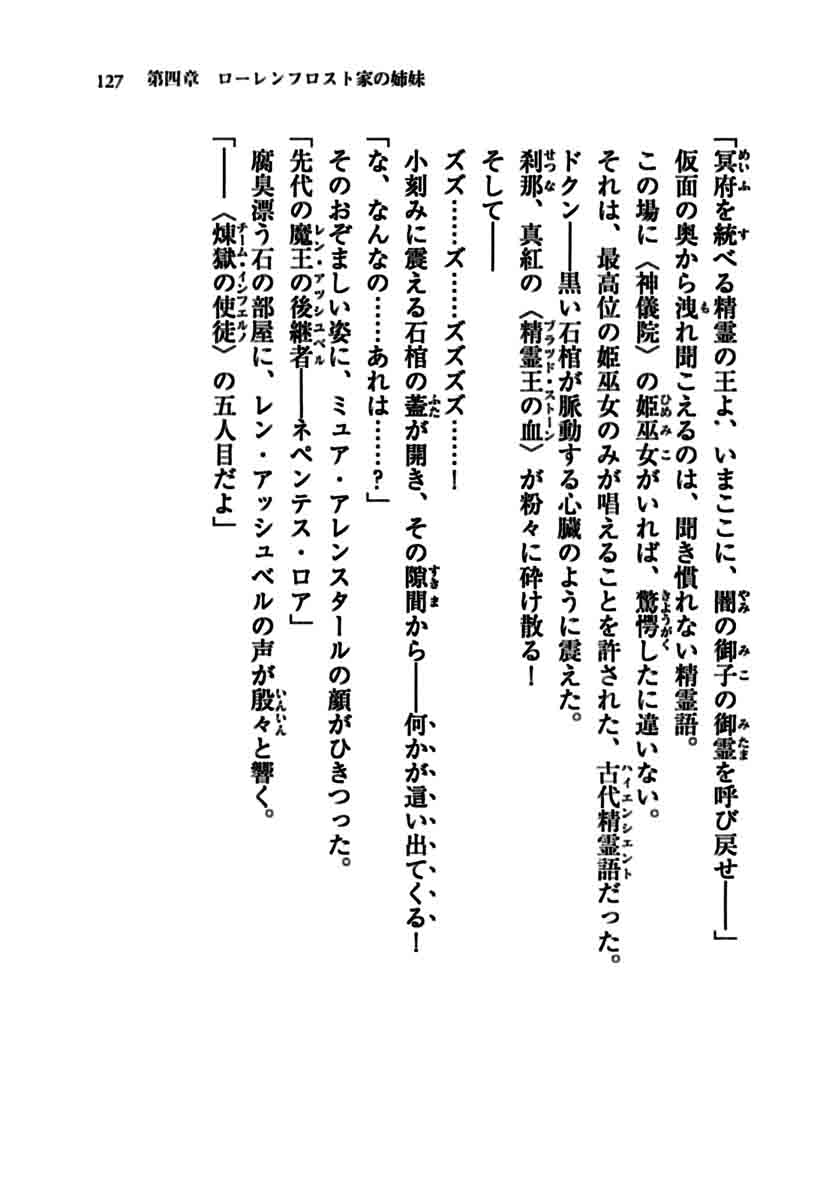 127 第四章 ローレンフロスト家の姉妹
「冥府を統べる精霊の王よ、いまここに、闇の御子の御霊を呼び戻せ――」
仮面の奥から洩れ聞こえるのは、聞き慣れない精霊語。
この場に〈神儀院〉の姫巫女がいれば、驚愕したに違いない。
それは、最高位の姫巫女のみが唱えることを許された、古代精霊語だった。
ドクン――黒い石棺が脈動する心臓のように震えた。
刹那、真紅の〈精霊王の血〉が粉々に砕け散る！
そして――
ズズ……ズ……ズズズズ……！
小刻みに震える石棺の蓋が開き、その隙間から――何かが這い出てくる！
「な、なんなの……あれは……？」
そのおぞましい姿に、ミュア・アレンスタールの顔がひきつった。
「先代の魔王の後継者――ネペンテス・ロア」
腐臭漂う石の部屋に、レン・アッシュベルの声が殷々と響く。
「――〈煉獄の使徒〉の五人目だよ」